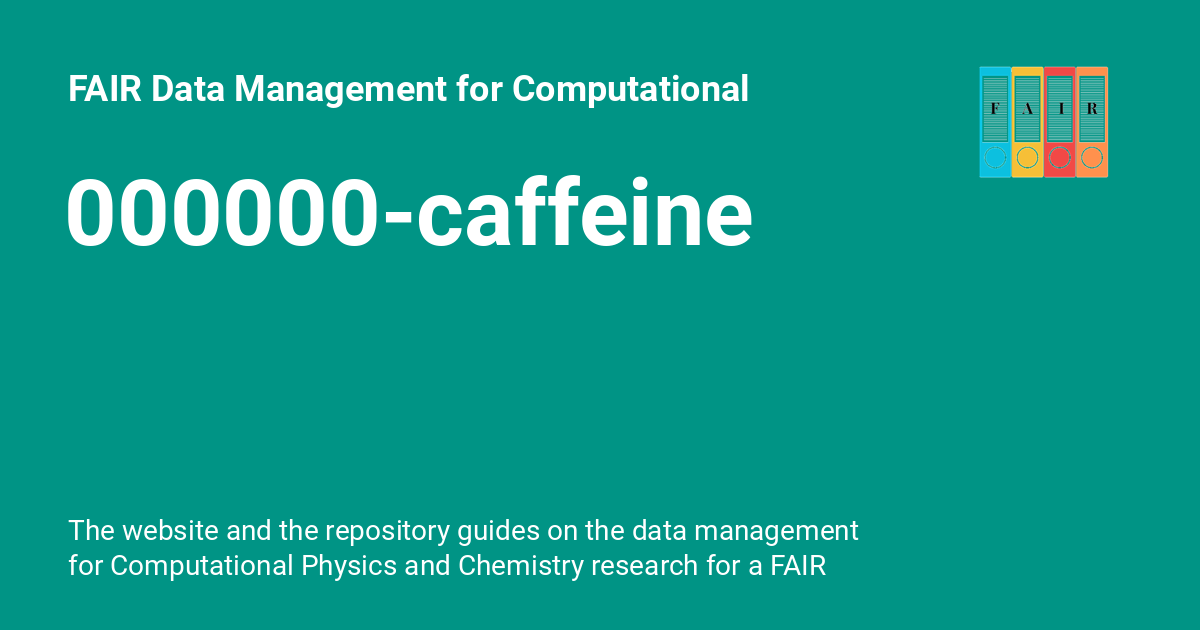 FAIR Data Management for Computational
F A I R
000000-caffeine
The website and the repository guides on the data management
for Computational Physics and Chemistry research for a FAIR